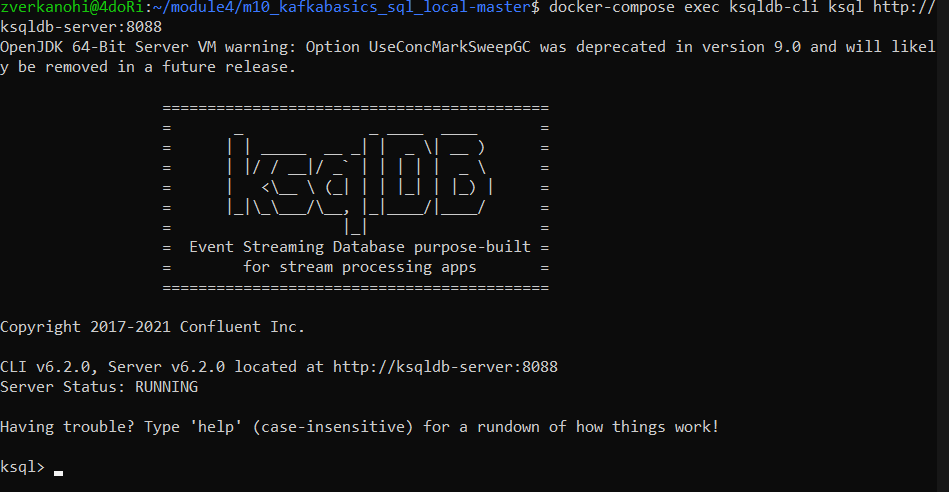 zverkanohi@4doRi:~/module4/m10_kafkabasics_sql_local-master$ docker-compose exec ksqldb-cli ksql http://
ksqldb-server:8088
OpenJDK 64-Bit Server VM warning: Option UseConcMarkSweepGC was deprecated in version 9.0 and will likel
y be removed in a future release.
                  ===========================================
                  =       _              _ ____  ____       =
                  =      | | _____  __ _| |  _ \| __ )      =
                  =      | |/ / __|/ _` | | | | |  _ \      =
                  =      |   <\__ \ (_| | | |_| | |_) |     =
                  =      |_|\_\___/\__, |_|____/|____/      =
                  =                   |_|                   =
                  =  Event Streaming Database purpose-built =
                  =        for stream processing apps       =
                  ===========================================
Copyright 2017-2021 Confluent Inc.
CLI v6.2.0, Server v6.2.0 located at http://ksqldb-server:8088
Server Status: RUNNING
Having trouble? Type 'help' (case-insensitive) for a rundown of how things work!
ksql>